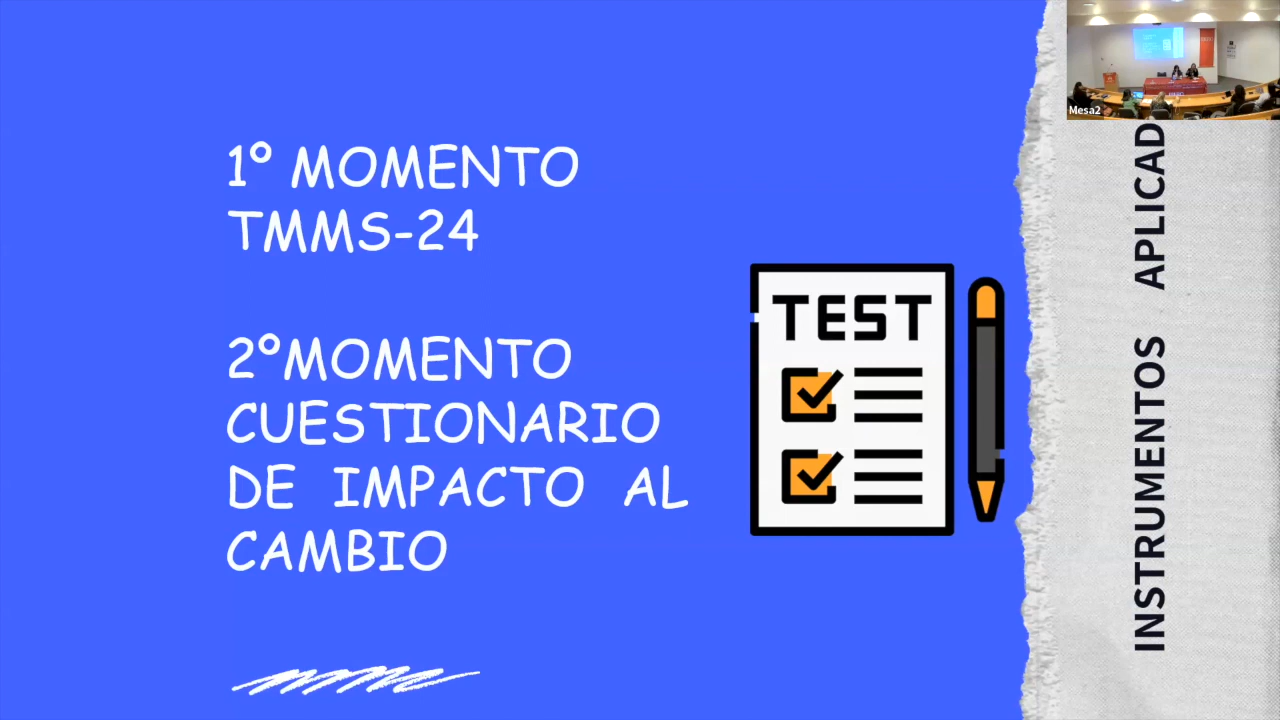 1º MOMENTO
TMMS-24
2ºMOMENTO
CUESTIONARIO
DE IMPACTO AL
CAMBIO
TEST
INSTRUMENTOS APLICAD
Mesa2